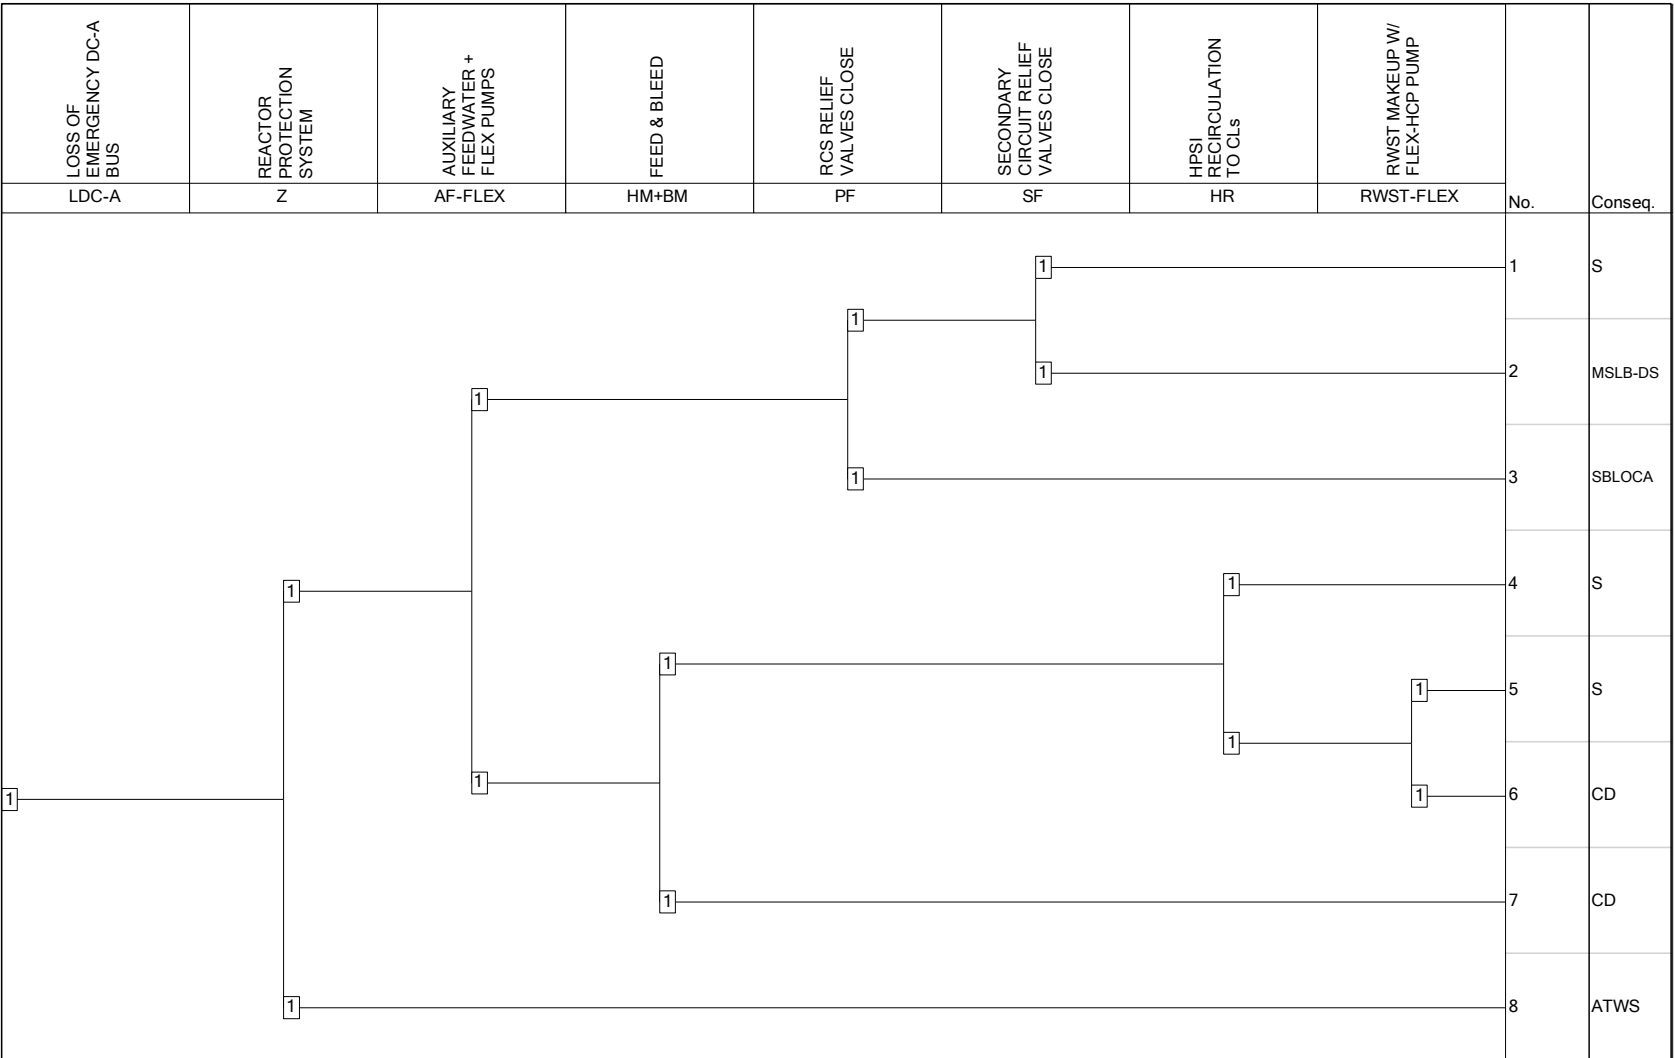 LOSS OF
EMERGENCY DC-A
BUS
REACTOR
PROTECTION
SYSTEM
AUXILIARY
FEEDWATER +
FLEX PUMPS
FEED & BLEED
RCS RELIEF
VALVES CLOSE
SECONDARY
CIRCUIT RELIEF
VALVES CLOSE
HPSI
RECIRCULATION
TO CLs
RWST MAKEUP W/
FLEX-HCP PUMP
LDC-A Z AF-FLEX HM+BM PF SF HR RWST-FLEX No. Conseq.
1 1 S
1
1 2 MSLB-DS
1
1 3 SBLOCA
1 4 S
1
1
1 5 S
1
1
1
1 6 CD
1 7 CD
1 8 ATWS